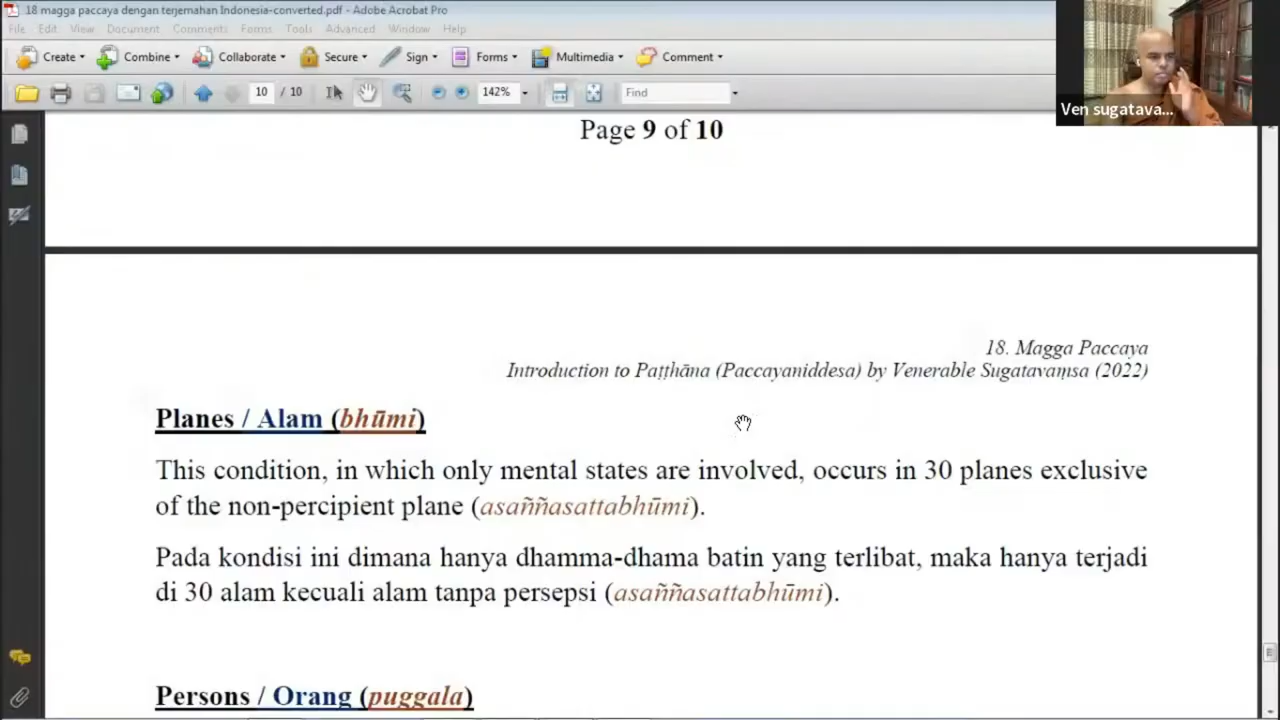 18 magga paccaya dengan terjemahan Indonesia-converted.pdf - Adobe Acrobat Pro
File Edit View Document Comments Forms Tools Advanced Window Help
Create Combine Collaborate Secure Sign Forms Multimedia Comment
10 / 10 142% Find
Ven sugatava...
Page 9 of 10
18. Magga Paccaya
Introduction to Paṭṭhāna (Paccayaniddesa) by Venerable Sugatavaṃsa (2022)
Planes / Alam (bhūmi)
This condition, in which only mental states are involved, occurs in 30 planes exclusive
of the non-percipient plane (asaññasattabhūmi).
Pada kondisi ini dimana hanya dhamma-dhama batin yang terlibat, maka hanya terjadi
di 30 alam kecuali alam tanpa persepsi (asaññasattabhūmi).
Persons / Orang (puggala)